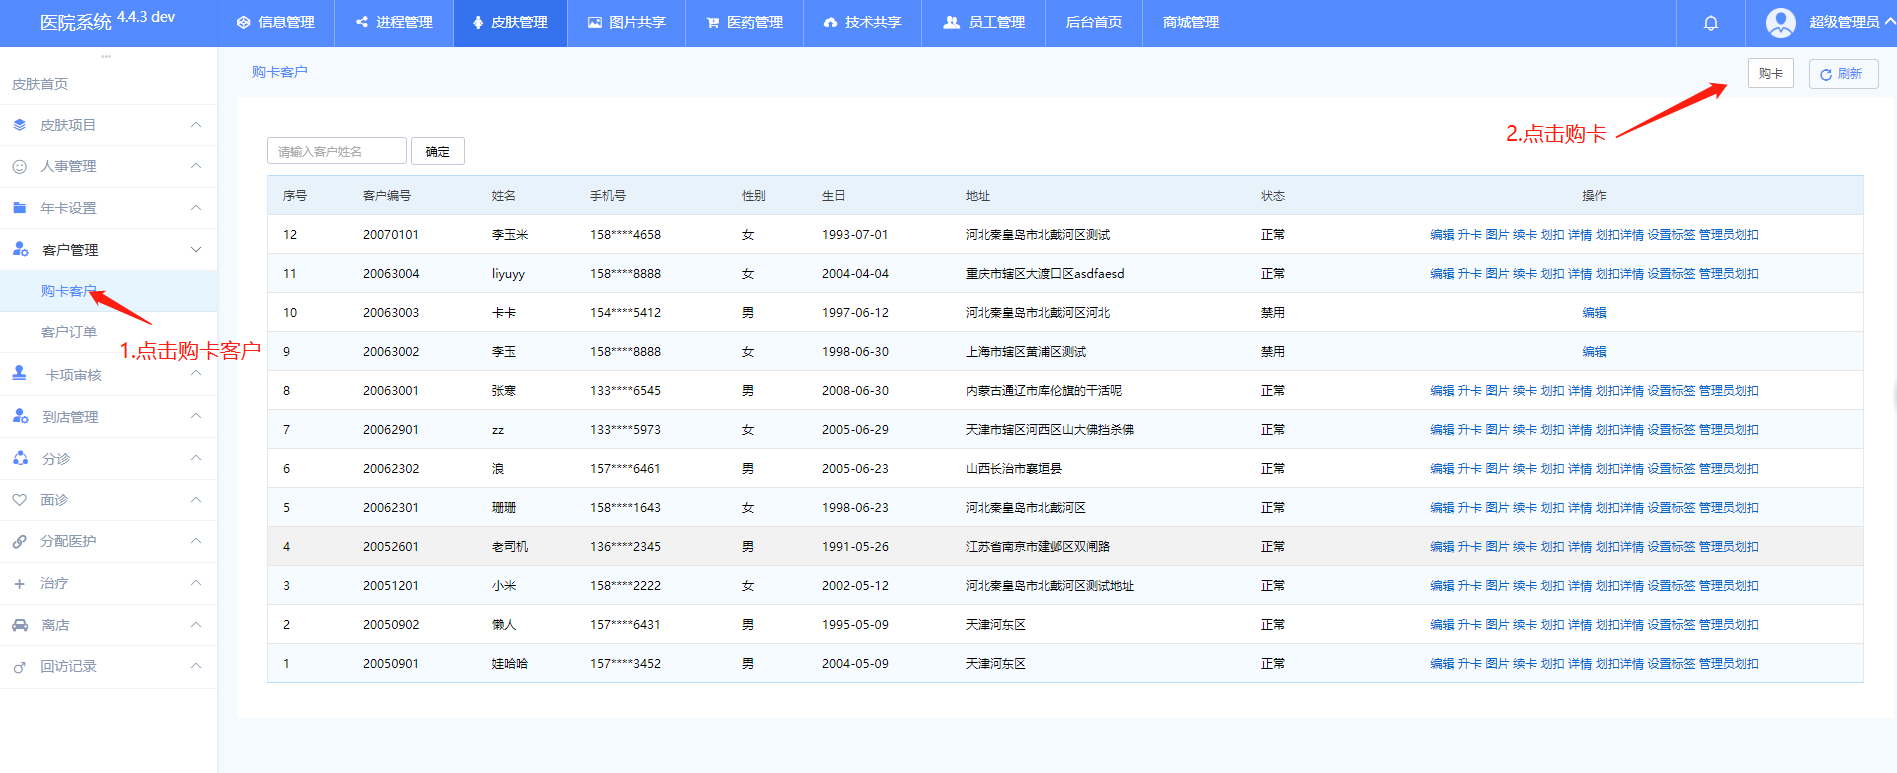 医院系统 4.4.3 dev
信息管理 进程管理 皮肤管理 图片共享 医药管理 技术共享 员工管理 后台首页 商城管理 超级管理员
皮肤首页
皮肤项目
人事管理
年卡设置
客户管理
购卡客户
客户订单
卡项审核
到店管理
分诊
面诊
分配医护
治疗
离店
回访记录
1.点击购卡客户
购卡客户
购卡 刷新
2.点击购卡
请输入客户姓名 确定
序号 客户编号 姓名 手机号 性别 生日 地址 状态 操作
12 20070101 李玉米 158****4658 女 1993-07-01 河北秦皇岛市北戴河区测试 正常 编辑 升卡 图片 续卡 划扣 详情 划扣详情 设置标签 管理员划扣
11 20063004 liyuyy 158****8888 女 2004-04-04 重庆市辖区大渡口区asdfaesd 正常 编辑 升卡 图片 续卡 划扣 详情 划扣详情 设置标签 管理员划扣
10 20063003 卡卡 154****5412 男 1997-06-12 河北秦皇岛市北戴河区河北 禁用 编辑
9 20063002 李玉 158****8888 女 1998-06-30 上海市辖区黄浦区测试 禁用 编辑
8 20063001 张寒 133****6545 男 2008-06-30 内蒙古通辽市库伦旗的干活呢 正常 编辑 升卡 图片 续卡 划扣 详情 划扣详情 设置标签 管理员划扣
7 20062901 zz 133****5973 女 2005-06-29 天津市辖区河西区山大佛挡杀佛 正常 编辑 升卡 图片 续卡 划扣 详情 划扣详情 设置标签 管理员划扣
6 20062302 浪 157****6461 男 2005-06-23 山西长治市襄垣县 正常 编辑 升卡 图片 续卡 划扣 详情 划扣详情 设置标签 管理员划扣
5 20062301 珊珊 158****1643 女 1998-06-23 河北秦皇岛市北戴河区 正常 编辑 升卡 图片 续卡 划扣 详情 划扣详情 设置标签 管理员划扣
4 20052601 老司机 136****2345 男 1991-05-26 江苏省南京市建邺区双闸路 正常 编辑 升卡 图片 续卡 划扣 详情 划扣详情 设置标签 管理员划扣
3 20051201 小米 158****2222 女 2002-05-12 河北秦皇岛市北戴河区测试地址 正常 编辑 升卡 图片 续卡 划扣 详情 划扣详情 设置标签 管理员划扣
2 20050902 懒人 157****6431 男 1995-05-09 天津河东区 正常 编辑 升卡 图片 续卡 划扣 详情 划扣详情 设置标签 管理员划扣
1 20050901 娃哈哈 157****3452 男 2004-05-09 天津河东区 正常 编辑 升卡 图片 续卡 划扣 详情 划扣详情 设置标签 管理员划扣